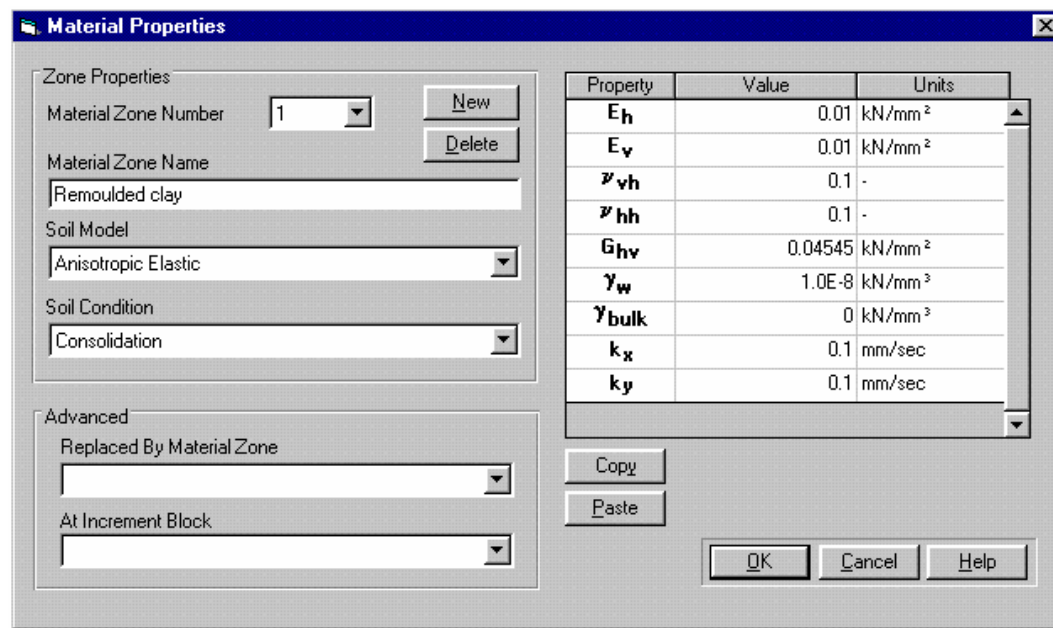 Material Properties
Zone Properties
Material Zone Number 1
New
Delete
Material Zone Name
Remoulded clay
Soil Model
Anisotropic Elastic
Soil Condition
Consolidation
Advanced
Replaced By Material Zone
At Increment Block
Property Value Units
Eh 0.01 kN/mm²
Ev 0.01 kN/mm²
νvh 0.1 -
νhh 0.1 -
Ghv 0.04545 kN/mm²
γw 1.0E-8 kN/mm³
γbulk 0 kN/mm³
kx 0.1 mm/sec
ky 0.1 mm/sec
Copy
Paste
OK Cancel Help